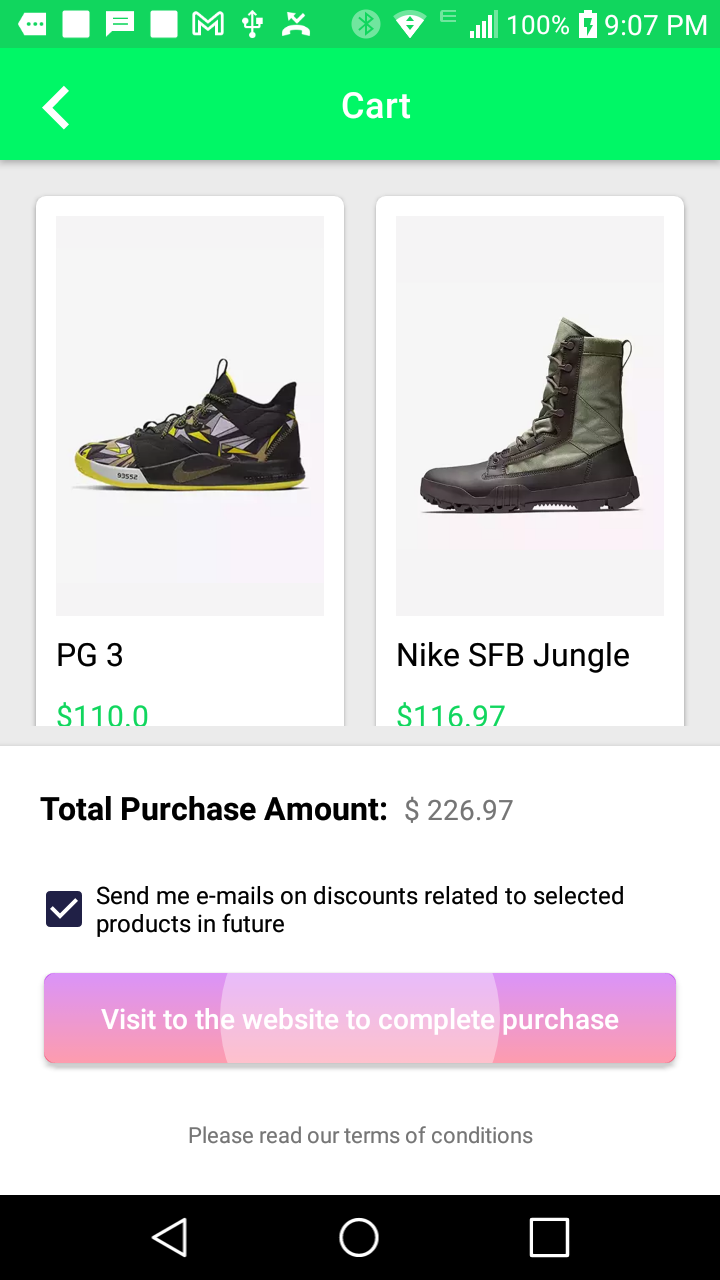 100% 9:07 PM
Cart
93552
PG 3
Nike SFB Jungle
$110.0
$116.97
Total Purchase Amount: $ 226.97
Send me e-mails on discounts related to selected
products in future
Visit to the website to complete purchase
Please read our terms of conditions